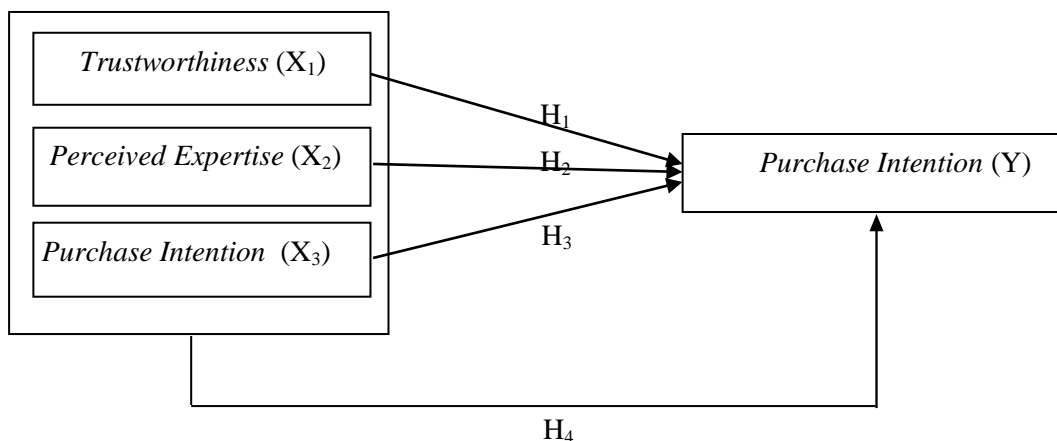 Trustworthiness (X₁)
H₁
Perceived Expertise (X₂)
H₂
Purchase Intention (Y)
Purchase Intention (X₃)
H₃
H₄